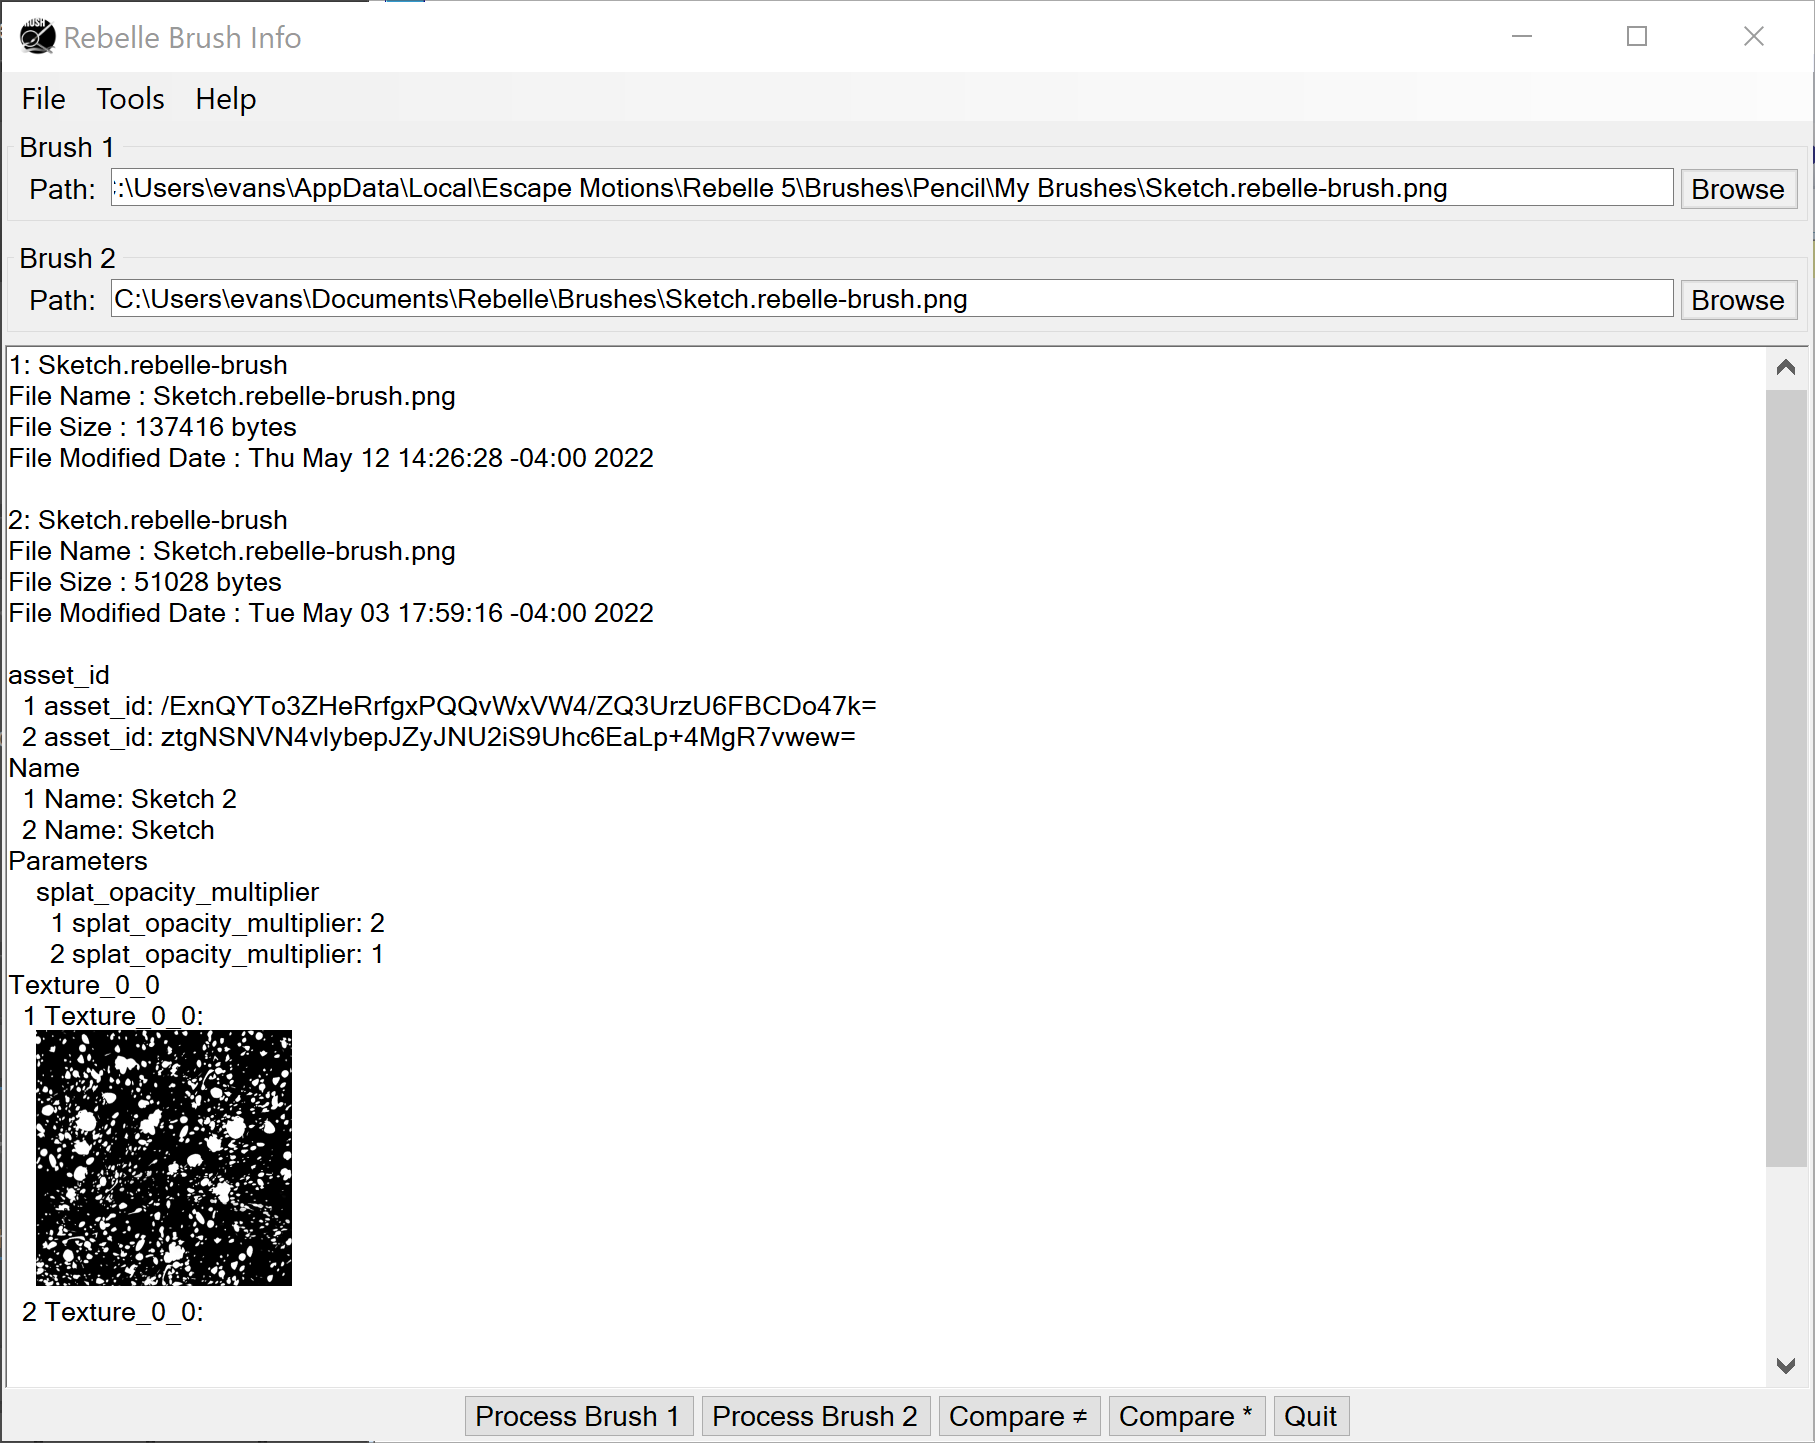 Rebelle Brush Info
File Tools Help
Brush 1
Path: :\Users\evans\AppData\Local\Escape Motions\Rebelle 5\Brushes\Pencil\My Brushes\Sketch.rebelle-brush.png Browse
Brush 2
Path: C:\Users\evans\Documents\Rebelle\Brushes\Sketch.rebelle-brush.png Browse
1: Sketch.rebelle-brush
File Name : Sketch.rebelle-brush.png
File Size : 137416 bytes
File Modified Date : Thu May 12 14:26:28 -04:00 2022
2: Sketch.rebelle-brush
File Name : Sketch.rebelle-brush.png
File Size : 51028 bytes
File Modified Date : Tue May 03 17:59:16 -04:00 2022
asset_id
1 asset_id: /ExnQYTo3ZHeRrfgxPQQvWxVW4/ZQ3UrzU6FBCDo47k=
2 asset_id: ztgNSNVN4vlybepJZyJNU2iS9Uhc6EaLp+4MgR7vwew=
Name
1 Name: Sketch 2
2 Name: Sketch
Parameters
splat_opacity_multiplier
1 splat_opacity_multiplier: 2
2 splat_opacity_multiplier: 1
Texture_0_0
1 Texture_0_0:
2 Texture_0_0:
Process Brush 1 Process Brush 2 Compare ≠ Compare * Quit